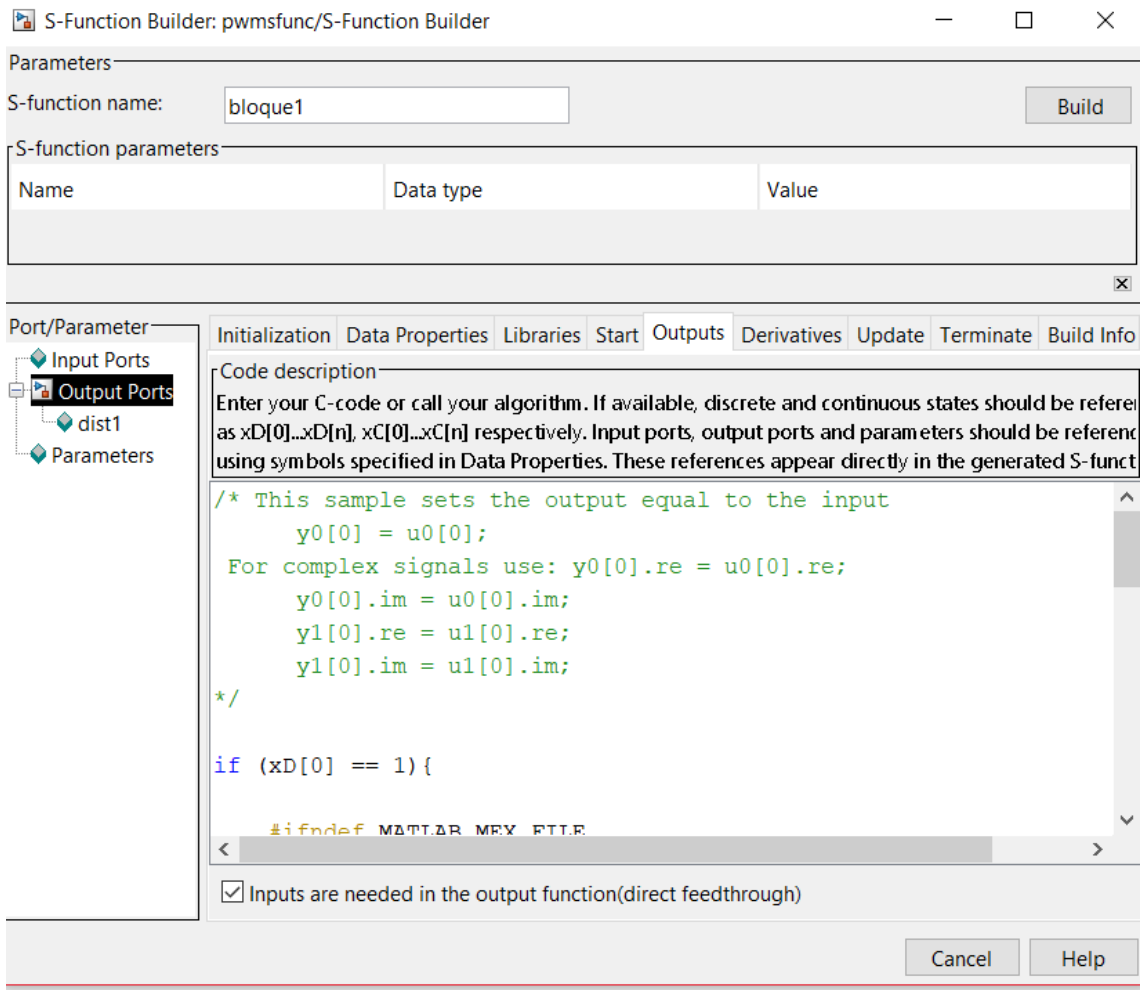 S-Function Builder: pwmsfunc/S-Function Builder
Parameters
S-function name:
bloque1
Build
S-function parameters
Name
Data type
Value
Port/Parameter
Input Ports
Output Ports
dist1
Parameters
Initialization
Data Properties
Libraries
Start
Outputs
Derivatives
Update
Terminate
Build Info
Code description
Enter your C-code or call your algorithm. If available, discrete and continuous states should be referen
as xD[0]...xD[n], xC[0]...xC[n] respectively. Input ports, output ports and parameters should be referenc
using symbols specified in Data Properties. These references appear directly in the generated S-funct
/* This sample sets the output equal to the input
y0[0] = u0[0];
For complex signals use: y0[0].re = u0[0].re;
y0[0].im = u0[0].im;
y1[0].re = u1[0].re;
y1[0].im = u1[0].im;
*/
if (xD[0] == 1){
#ifndef MATLAB_MEX_FILE
Inputs are needed in the output function(direct feedthrough)
Cancel
Help